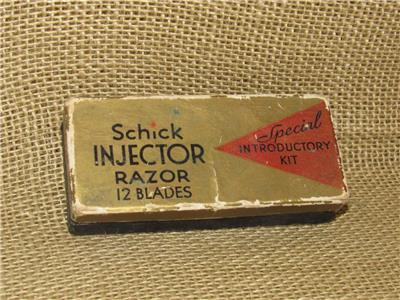 Schick
INJECTOR
RAZOR
12 BLADES
Special
INTRODUCTORY
KIT